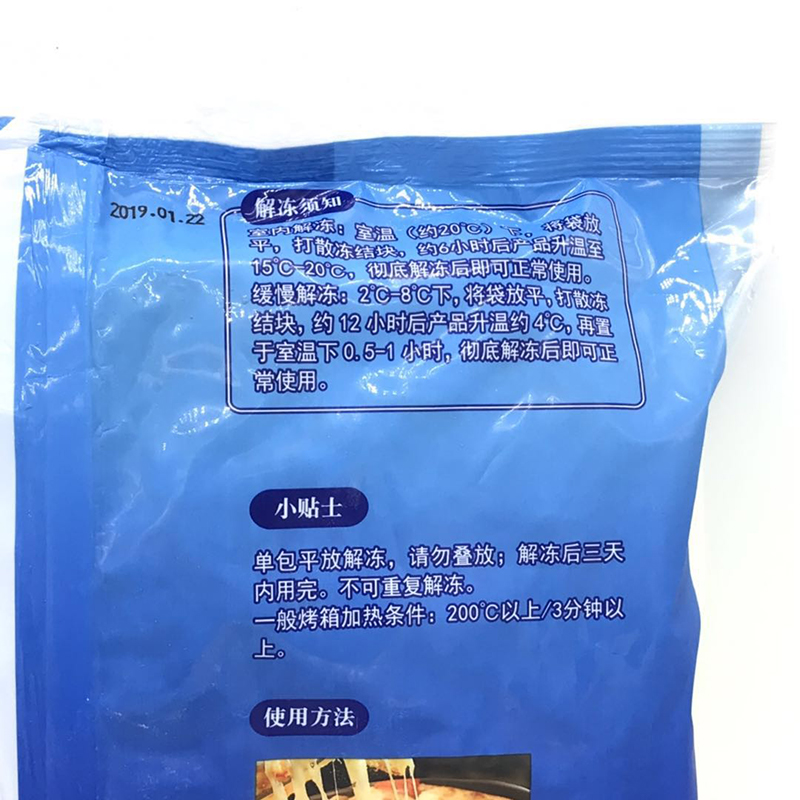 2019.01.22
解冻须知
室内解冻：室温（约20℃）下，将袋放
平，打散冻结块，约6小时后产品升温至
15℃-20℃，彻底解冻后即可正常使用。
缓慢解冻：2℃-8℃下，将袋放平，打散冻
结块，约12小时后产品升温约4℃，再置
于室温下0.5-1小时，彻底解冻后即可正
常使用。
小贴士
单包平放解冻，请勿叠放；解冻后三天
内用完。不可重复解冻。
一般烤箱加热条件：200℃以上/3分钟以
上。
使用方法